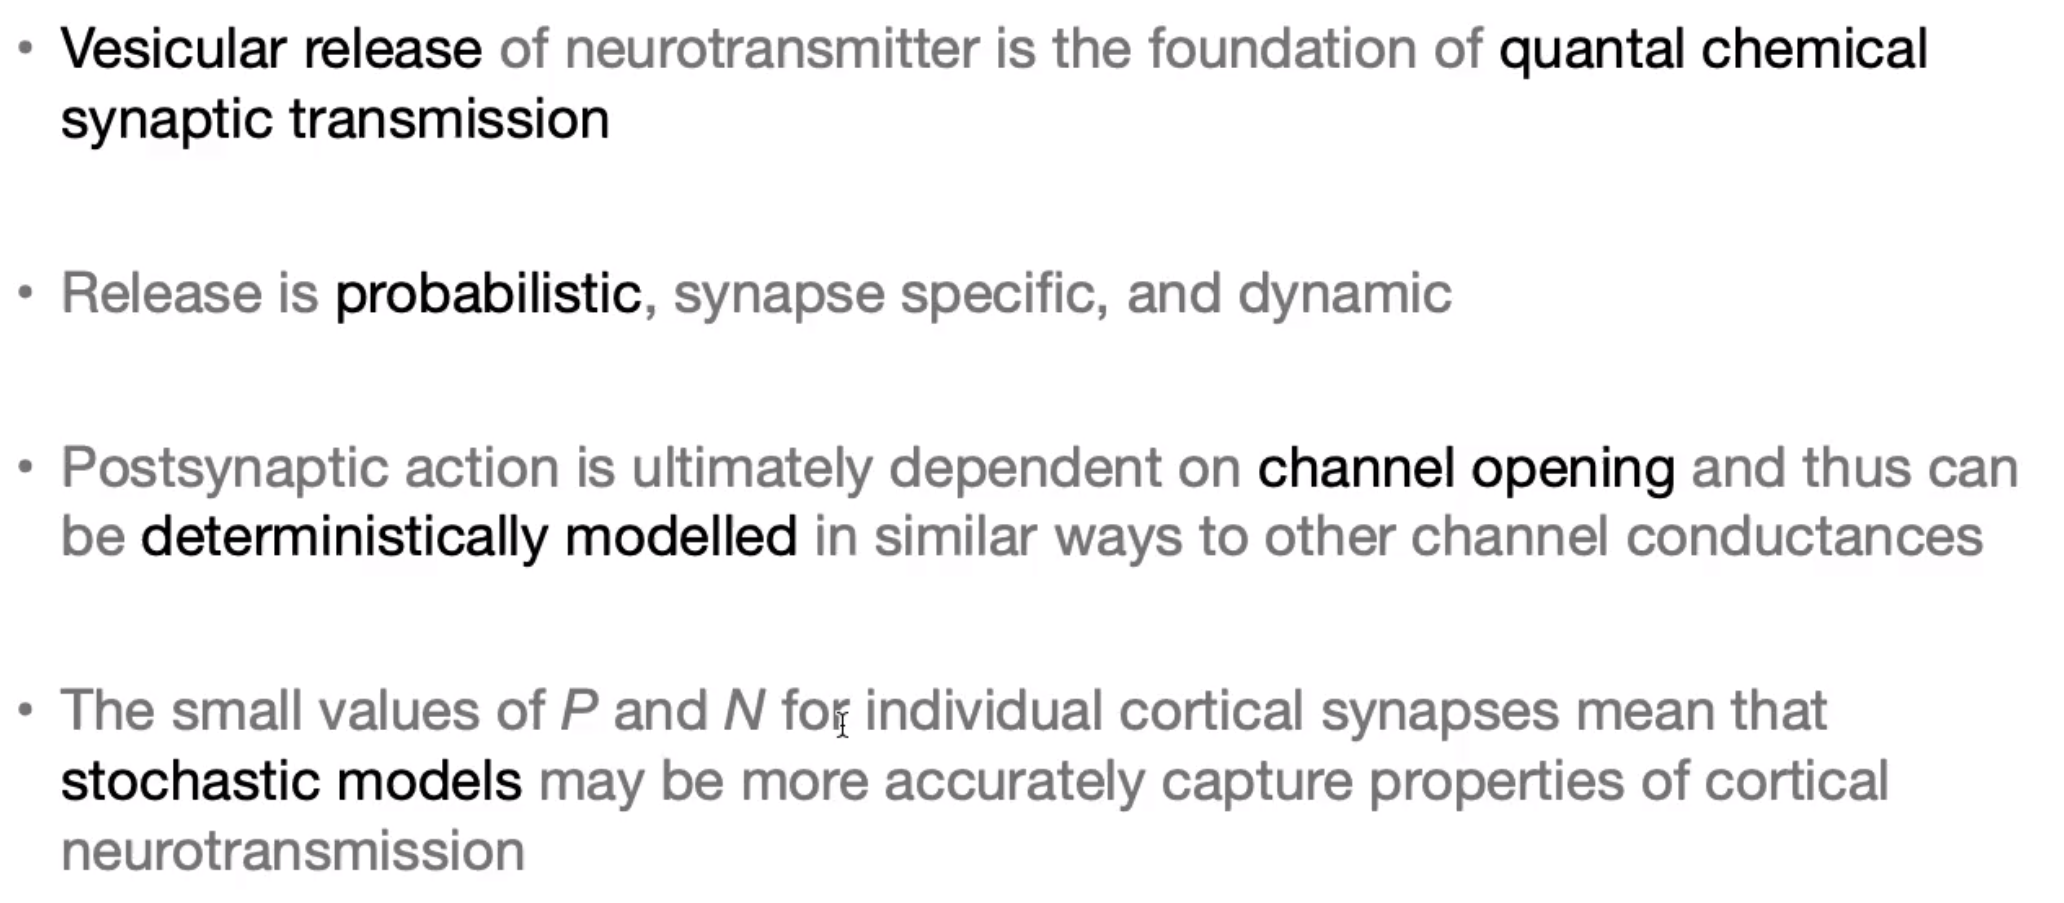 • Vesicular release of neurotransmitter is the foundation of quantal chemical
synaptic transmission
• Release is probabilistic, synapse specific, and dynamic
• Postsynaptic action is ultimately dependent on channel opening and thus can
be deterministically modelled in similar ways to other channel conductances
• The small values of P and N for individual cortical synapses mean that
stochastic models may be more accurately capture properties of cortical
neurotransmission